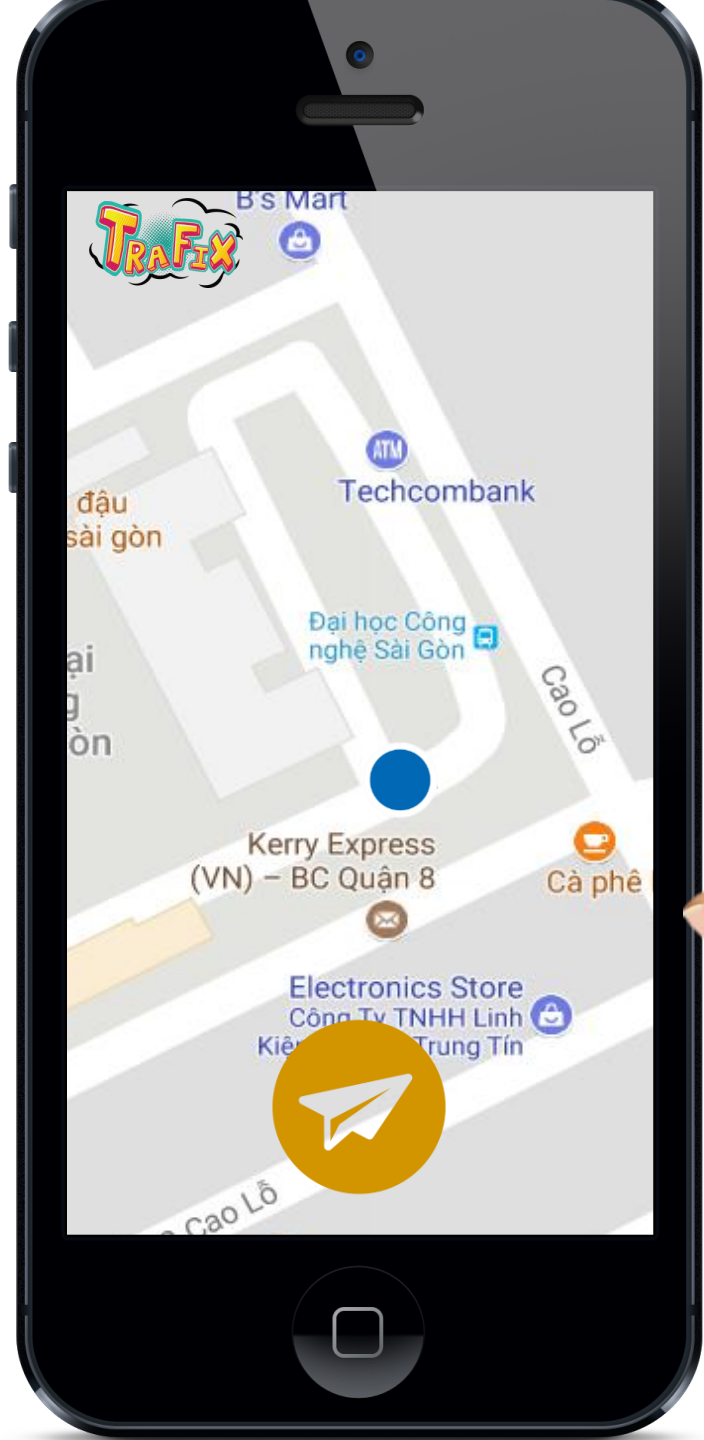 B's Mart
TRAFIX
ATM
Techcombank
đậu
sài gòn
Đại học Công
nghệ Sài Gòn
ại
g
òn
Cao Lỗ
Kerry Express
(VN) – BC Quận 8
Cà phê
Electronics Store
Công Ty TNHH Linh
Kiện Trung Tín
Cao Lỗ